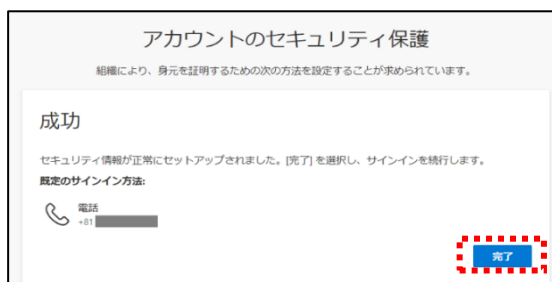 アカウントのセキュリティ保護
組織により、身元を証明するための次の方法を設定することが求められています。
成功
セキュリティ情報が正常にセットアップされました。[完了] を選択し、サインインを続行します。
既定のサインイン方法:
電話
+81
完了